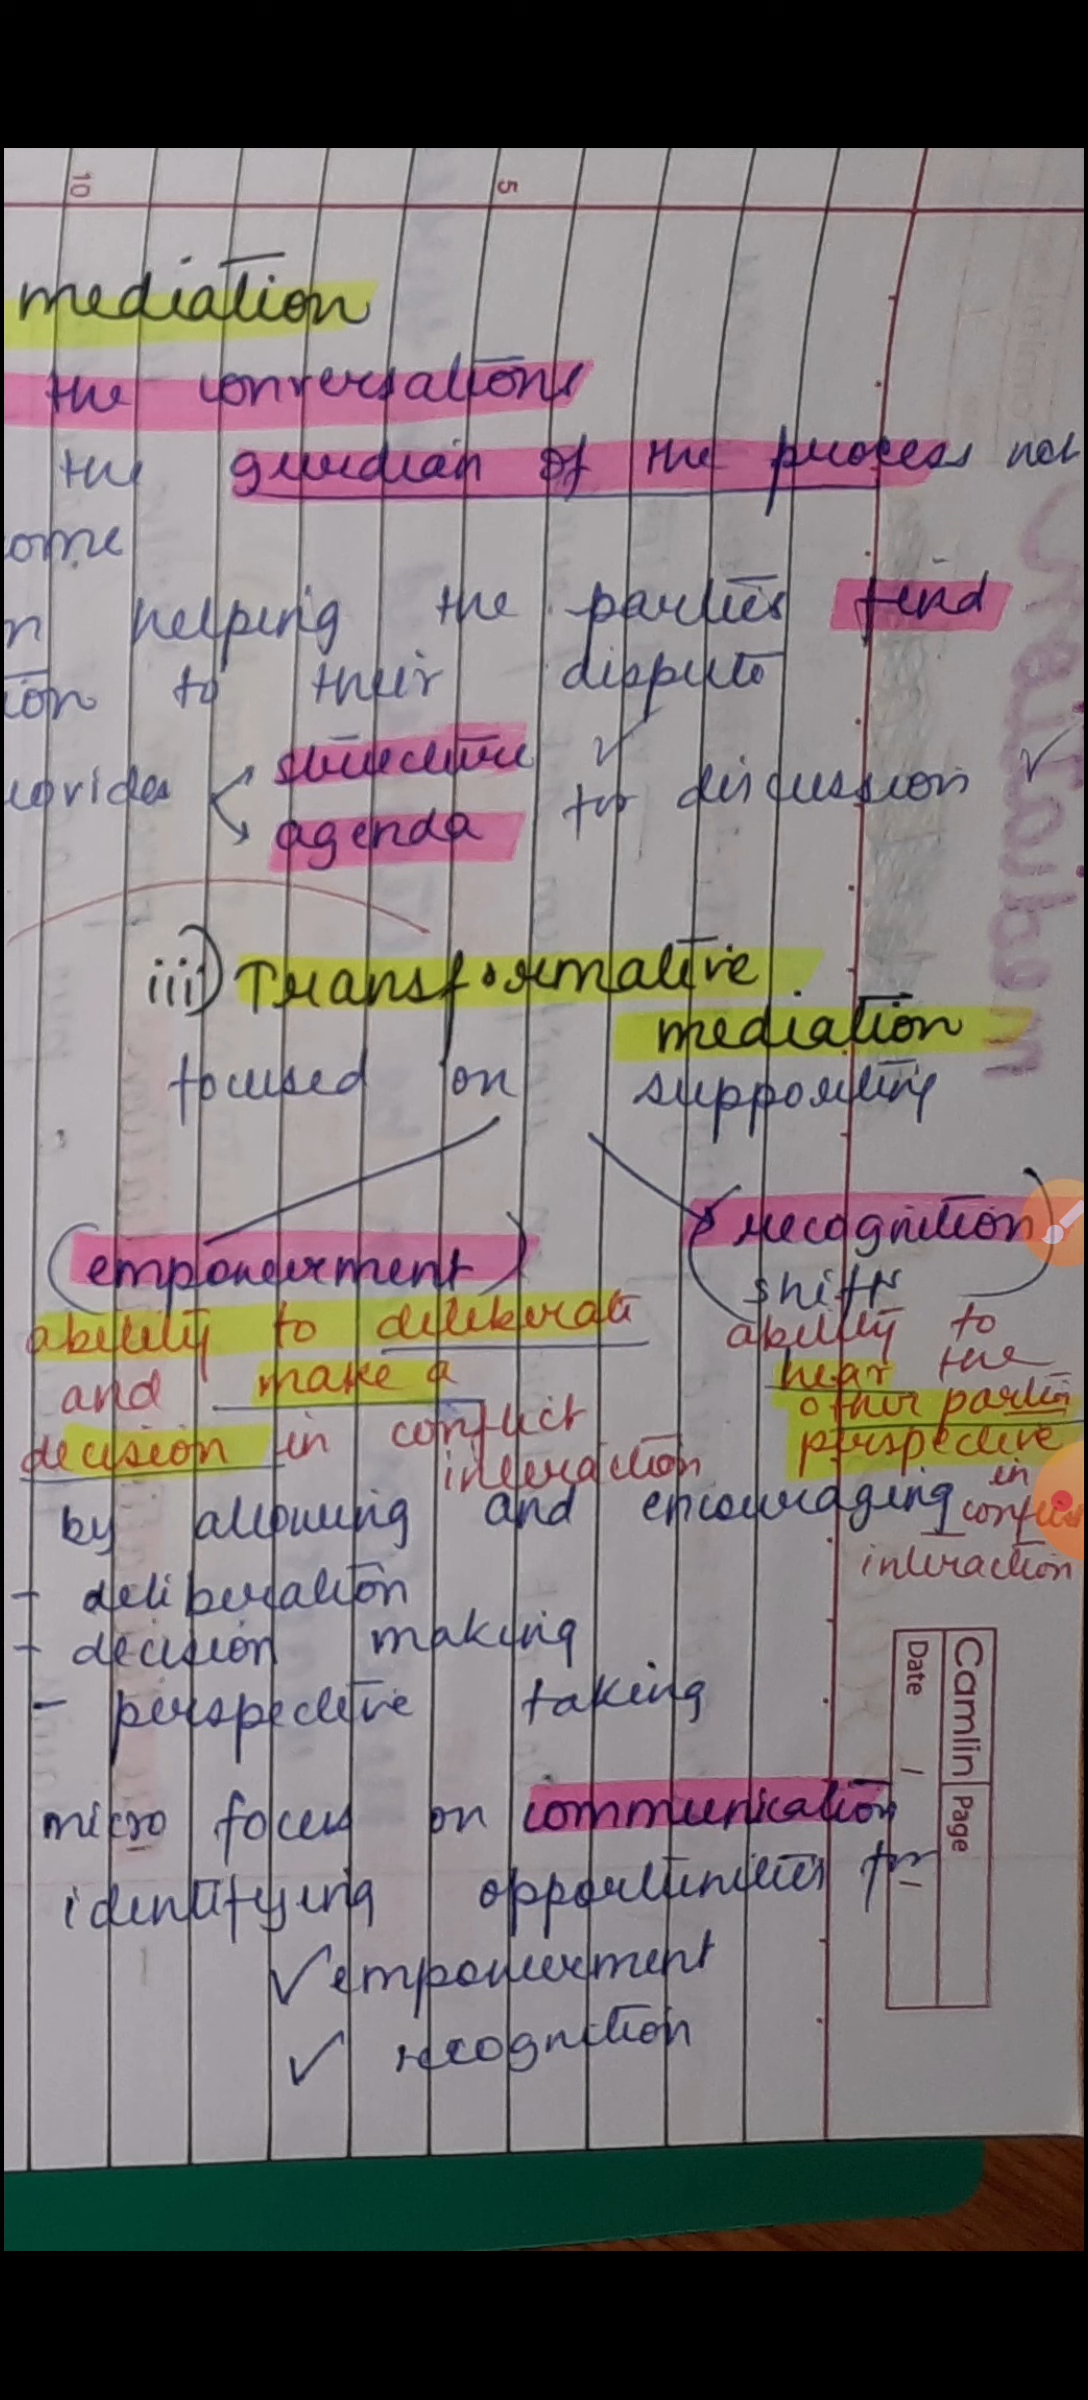 10
5
mediation
the conversations
the guardian of the process not
ome
n helping the parties find
ion to their dispute
ovides structure
agenda for discussion
iii) Transformative
mediation
focused on supporting
(empowerment) (recognition)
shifts
ability to deliberate
and make a
decision in conflict
interaction
ability to
hear the
other parties
perspective
in
interaction
by allowing and encouraging
- deliberation
- decision making
- perspective taking
micro focus on communication
identifying opportunities for
✓ empowerment
✓ recognition
Camlin Page
Date /